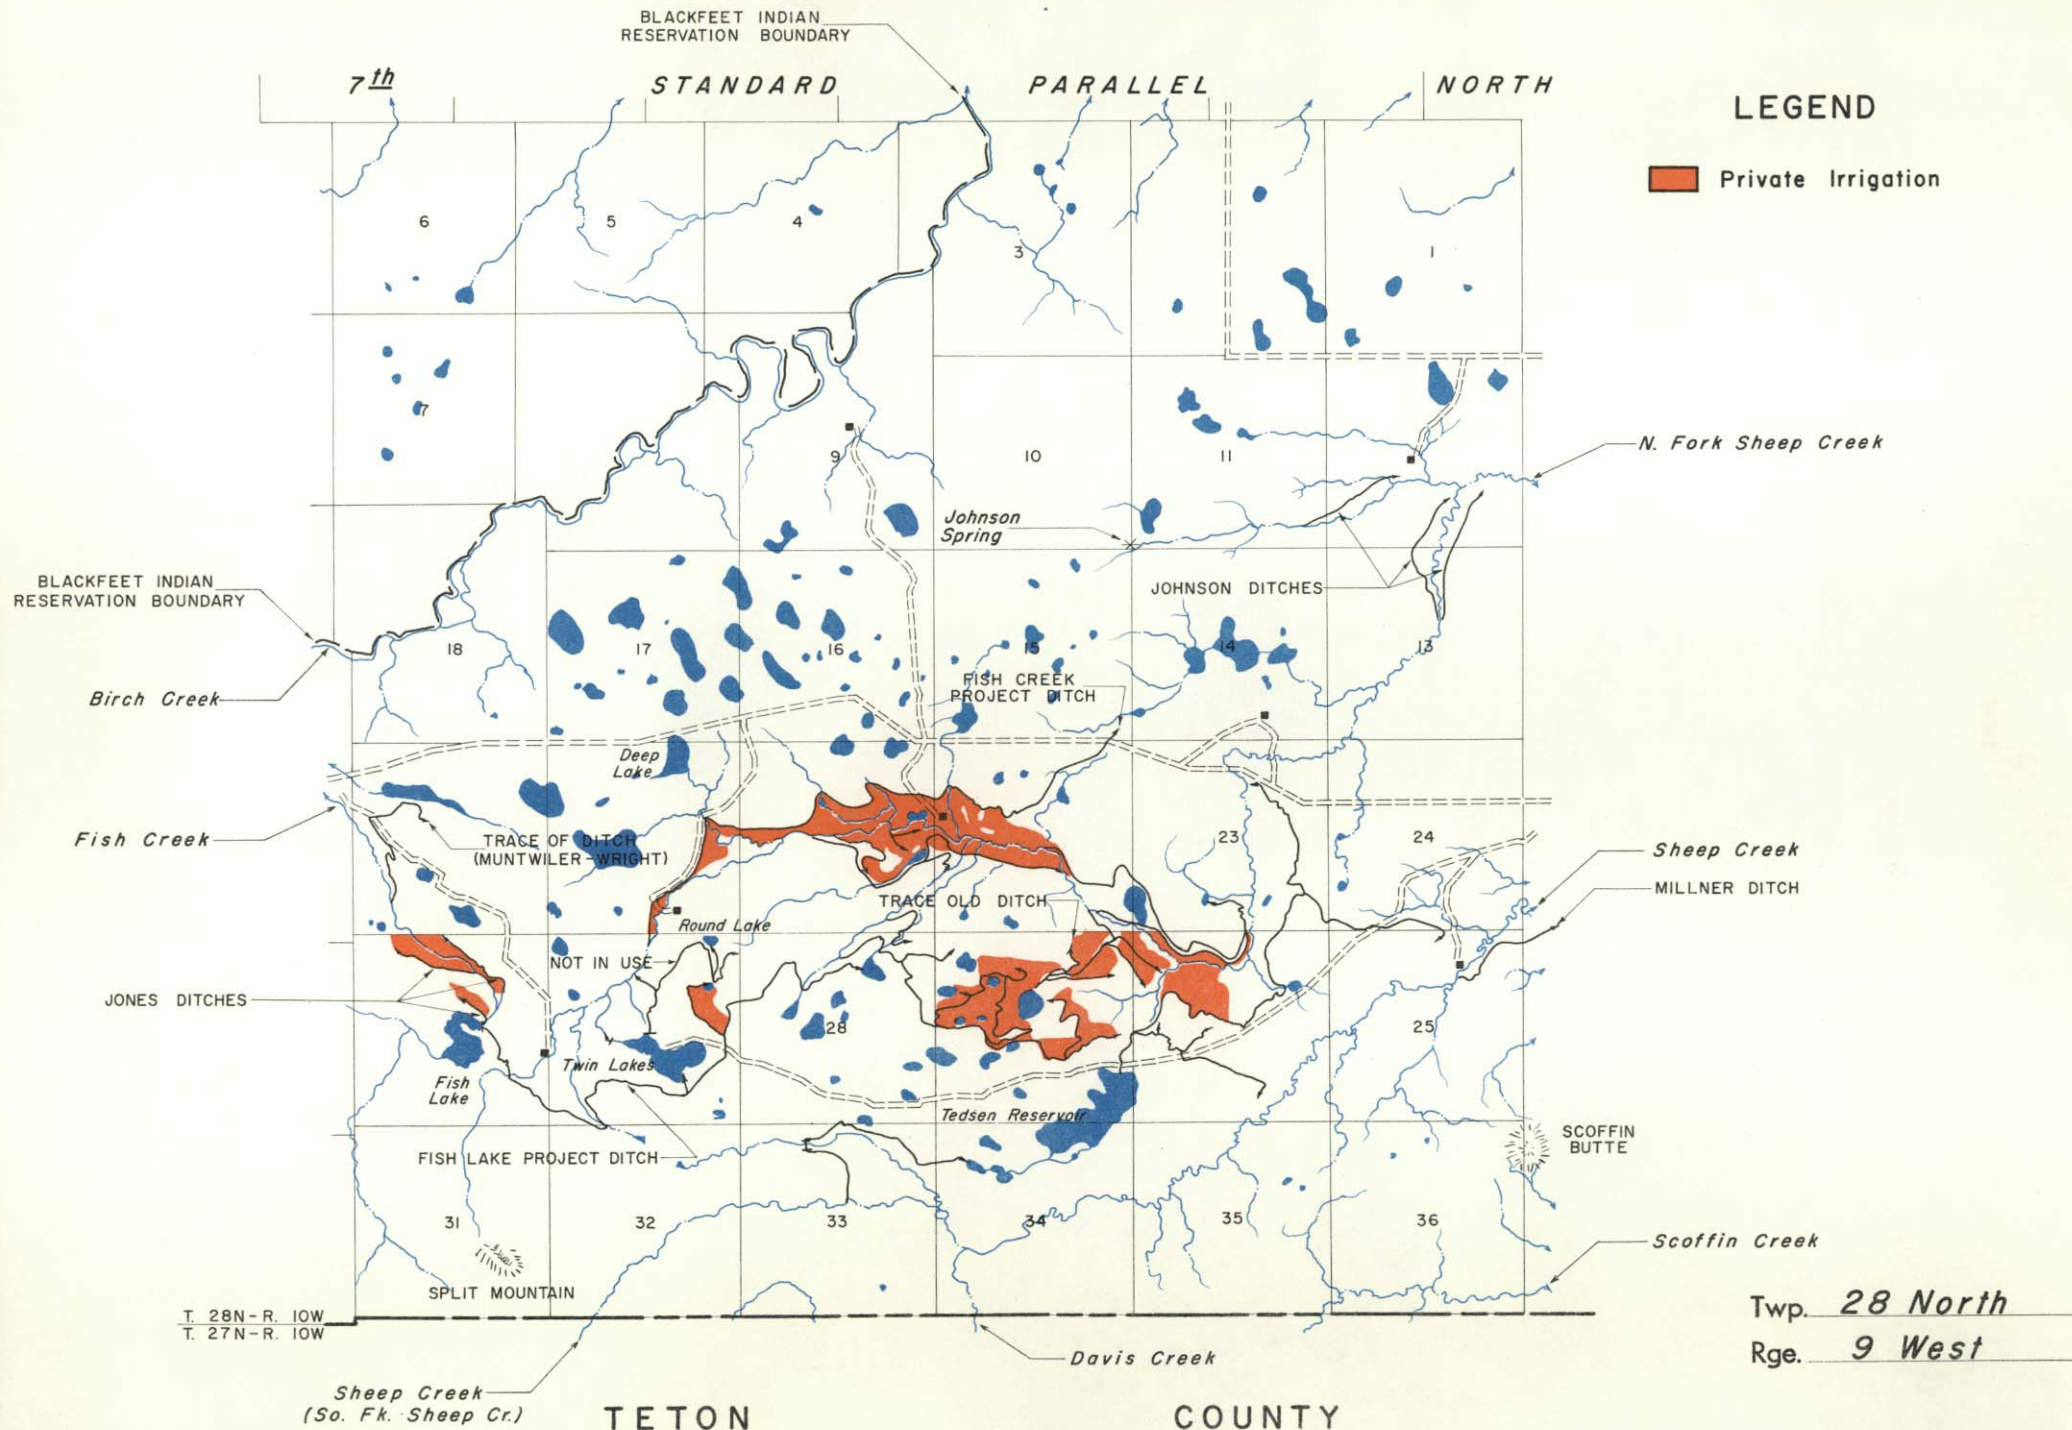 BLACKFEET INDIAN
RESERVATION BOUNDARY
7th STANDARD PARALLEL NORTH
LEGEND
Private Irrigation
6
5
4
3
1
7
9
10
11
N. Fork Sheep Creek
Johnson
Spring
BLACKFEET INDIAN
RESERVATION BOUNDARY
JOHNSON DITCHES
18
17
16
15
14
13
Birch Creek
FISH CREEK
PROJECT DITCH
Deep
Lake
Fish Creek
TRACE OF DITCH
(MUNTWILER-WRIGHT)
23
24
Sheep Creek
MILLNER DITCH
TRACE OLD DITCH
Round Lake
NOT IN USE
JONES DITCHES
28
25
Twin Lakes
Fish
Lake
Tedsen Reservoir
SCOFFIN
BUTTE
FISH LAKE PROJECT DITCH
31
32
33
34
35
36
Scoffin Creek
SPLIT MOUNTAIN
T. 28N-R. 10W
T. 27N-R. 10W
Twp. 28 North
Rge. 9 West
Davis Creek
Sheep Creek
(So. Fk. Sheep Cr.)
TETON COUNTY